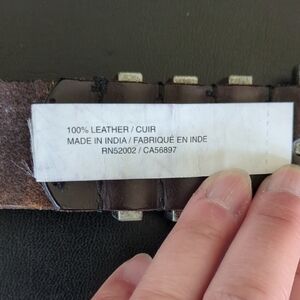 100% LEATHER / CUIR
MADE IN INDIA / FABRIQUÉ EN INDE
RN52002 / CA56897